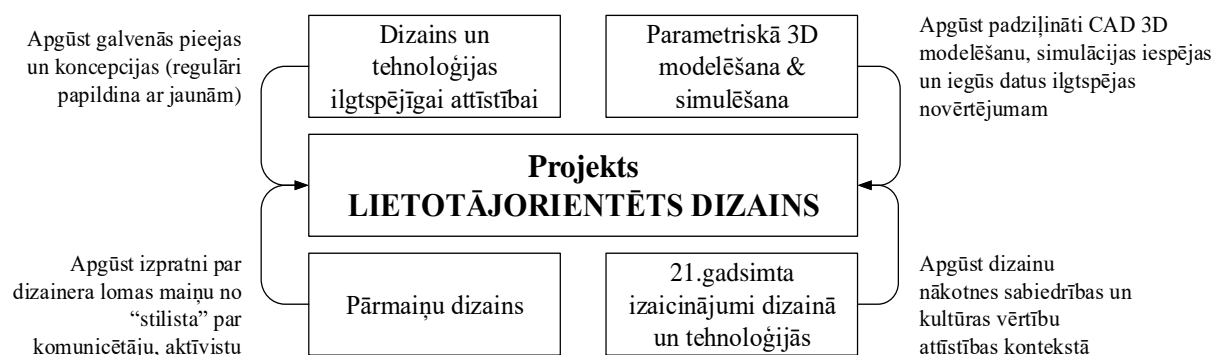 Apgūst galvenās pieejas
un koncepcijas (regulāri
papildina ar jaunām)
Dizains un
tehnoloģijas
ilgtspējīgai attīstībai
Parametriskā 3D
modelēšana &
simulēšana
Apgūst padziļināti CAD 3D
modelēšanu, simulācijas iespējas
un iegūs datus ilgtspējas
novērtējumam
Projekts
LIETOTĀJORIENTĒTS DIZAINS
Apgūst izpratni par
dizainera lomas maiņu no
“stilista” par
komunicētāju, aktīvistu
Pārmaiņu dizains
21.gadsimta
izaicinājumi dizainā
un tehnoloģijās
Apgūst dizainu
nākotnes sabiedrības un
kultūras vērtību
attīstības kontekstā